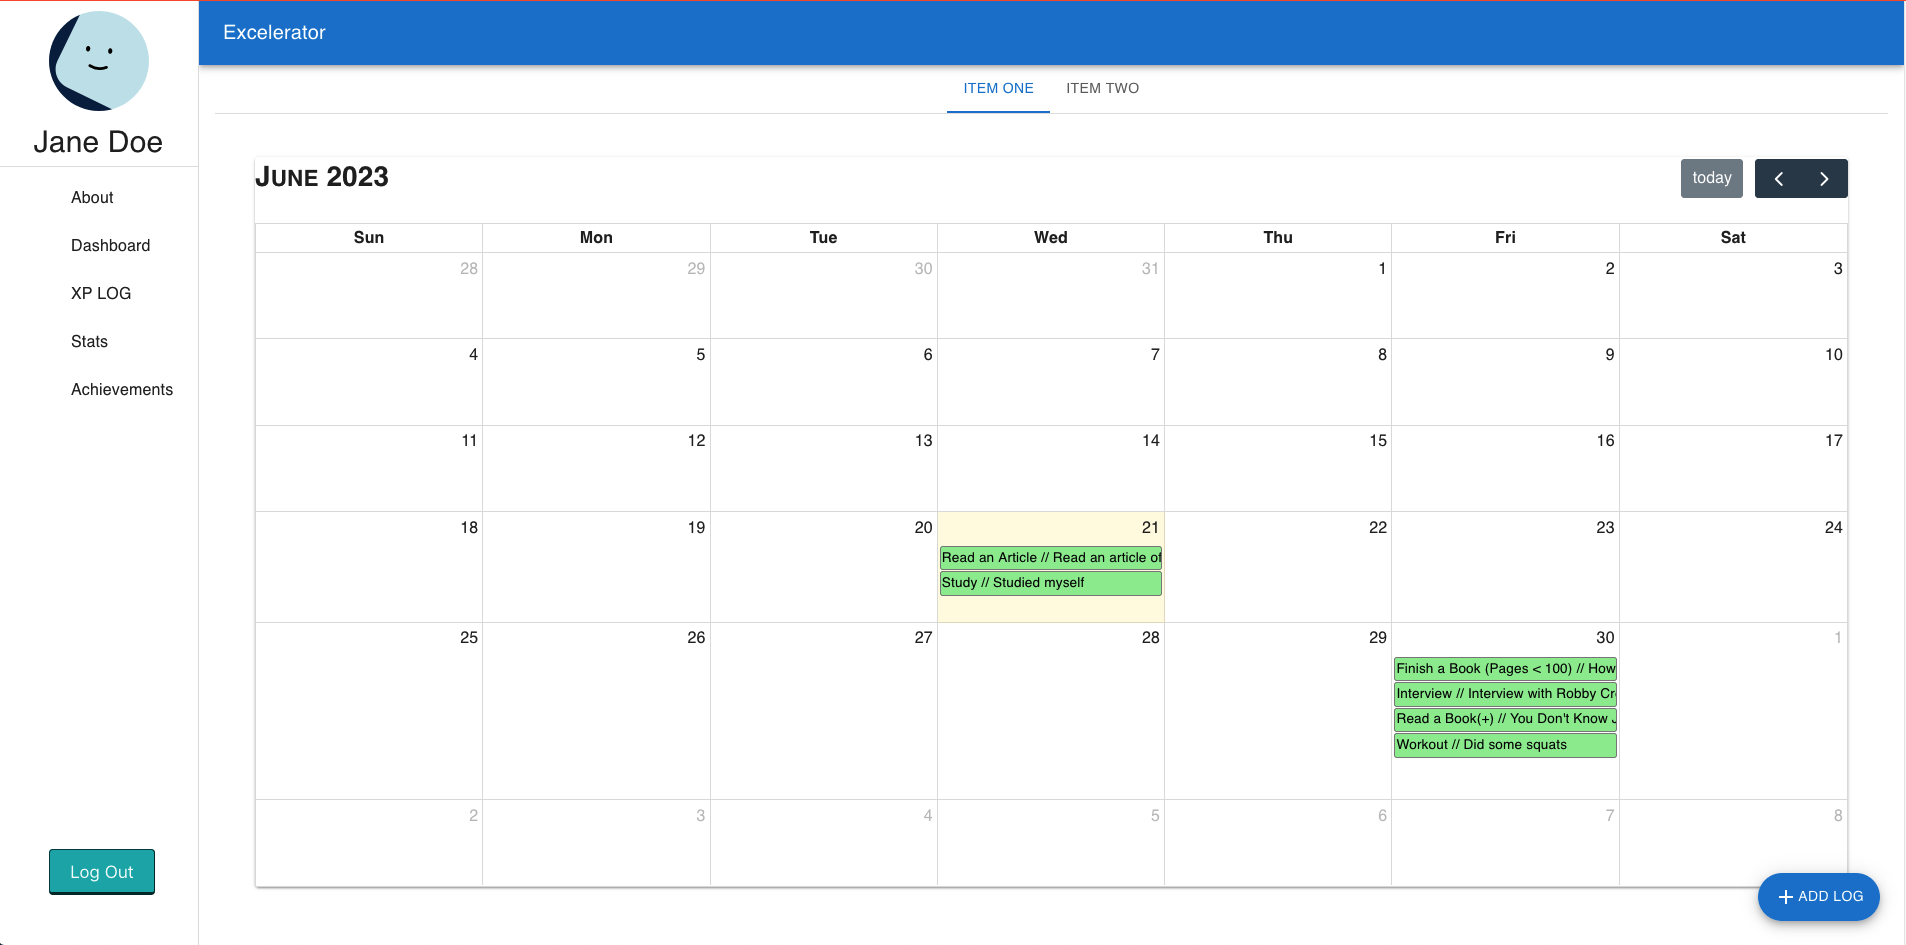 Excelerator
Jane Doe
About
Dashboard
XP LOG
Stats
Achievements
Log Out
ITEM ONE ITEM TWO
JUNE 2023
today
Sun Mon Tue Wed Thu Fri Sat
28 29 30 31 1 2 3
4 5 6 7 8 9 10
11 12 13 14 15 16 17
18 19 20 21 22 23 24
Read an Article // Read an article of
Study // Studied myself
25 26 27 28 29 30 1
Finish a Book (Pages < 100) // How
Interview // Interview with Robby
Read a Book(+) // You Don't Know
Workout // Did some squats
2 3 4 5 6 7 8
+ ADD LOG